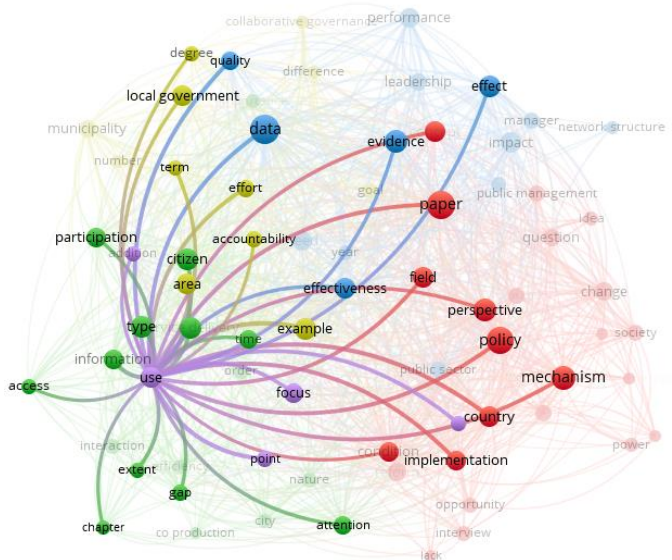 collaborative governance
performance
degree
quality
difference
leadership
effect
local government
data
evidence
manager
network structure
municipality
impact
number
term
effort
goal
public management
paper
idea
participation
accountability
question
addition
citizen
year
area
effectiveness
field
change
perspective
type
delivery
time
example
policy
society
information
order
public sector
access
use
focus
mechanism
country
interaction
condition
power
point
implementation
extent
efficiency
gap
nature
opportunity
chapter
co production
city
attention
interview
lack